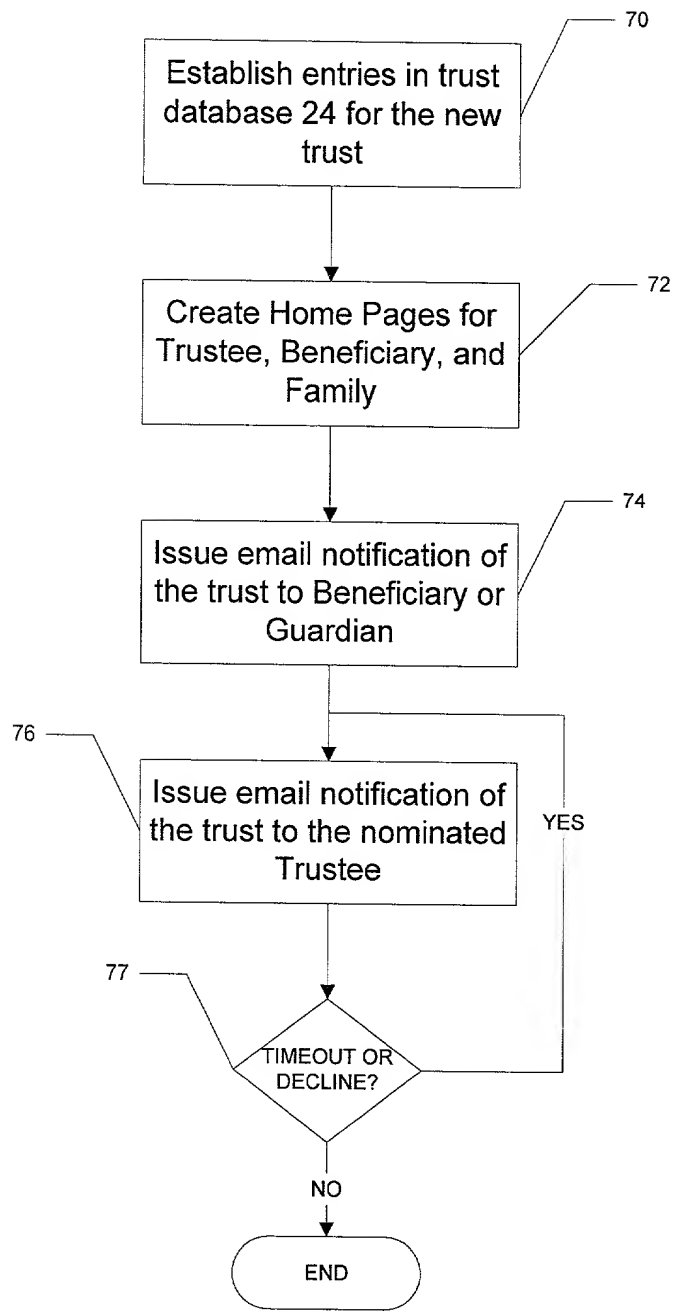 70
Establish entries in trust
database 24 for the new
trust
72
Create Home Pages for
Trustee, Beneficiary, and
Family
74
Issue email notification of
the trust to Beneficiary or
Guardian
76
Issue email notification of
the trust to the nominated
Trustee
YES
77
TIMEOUT OR
DECLINE?
NO
END